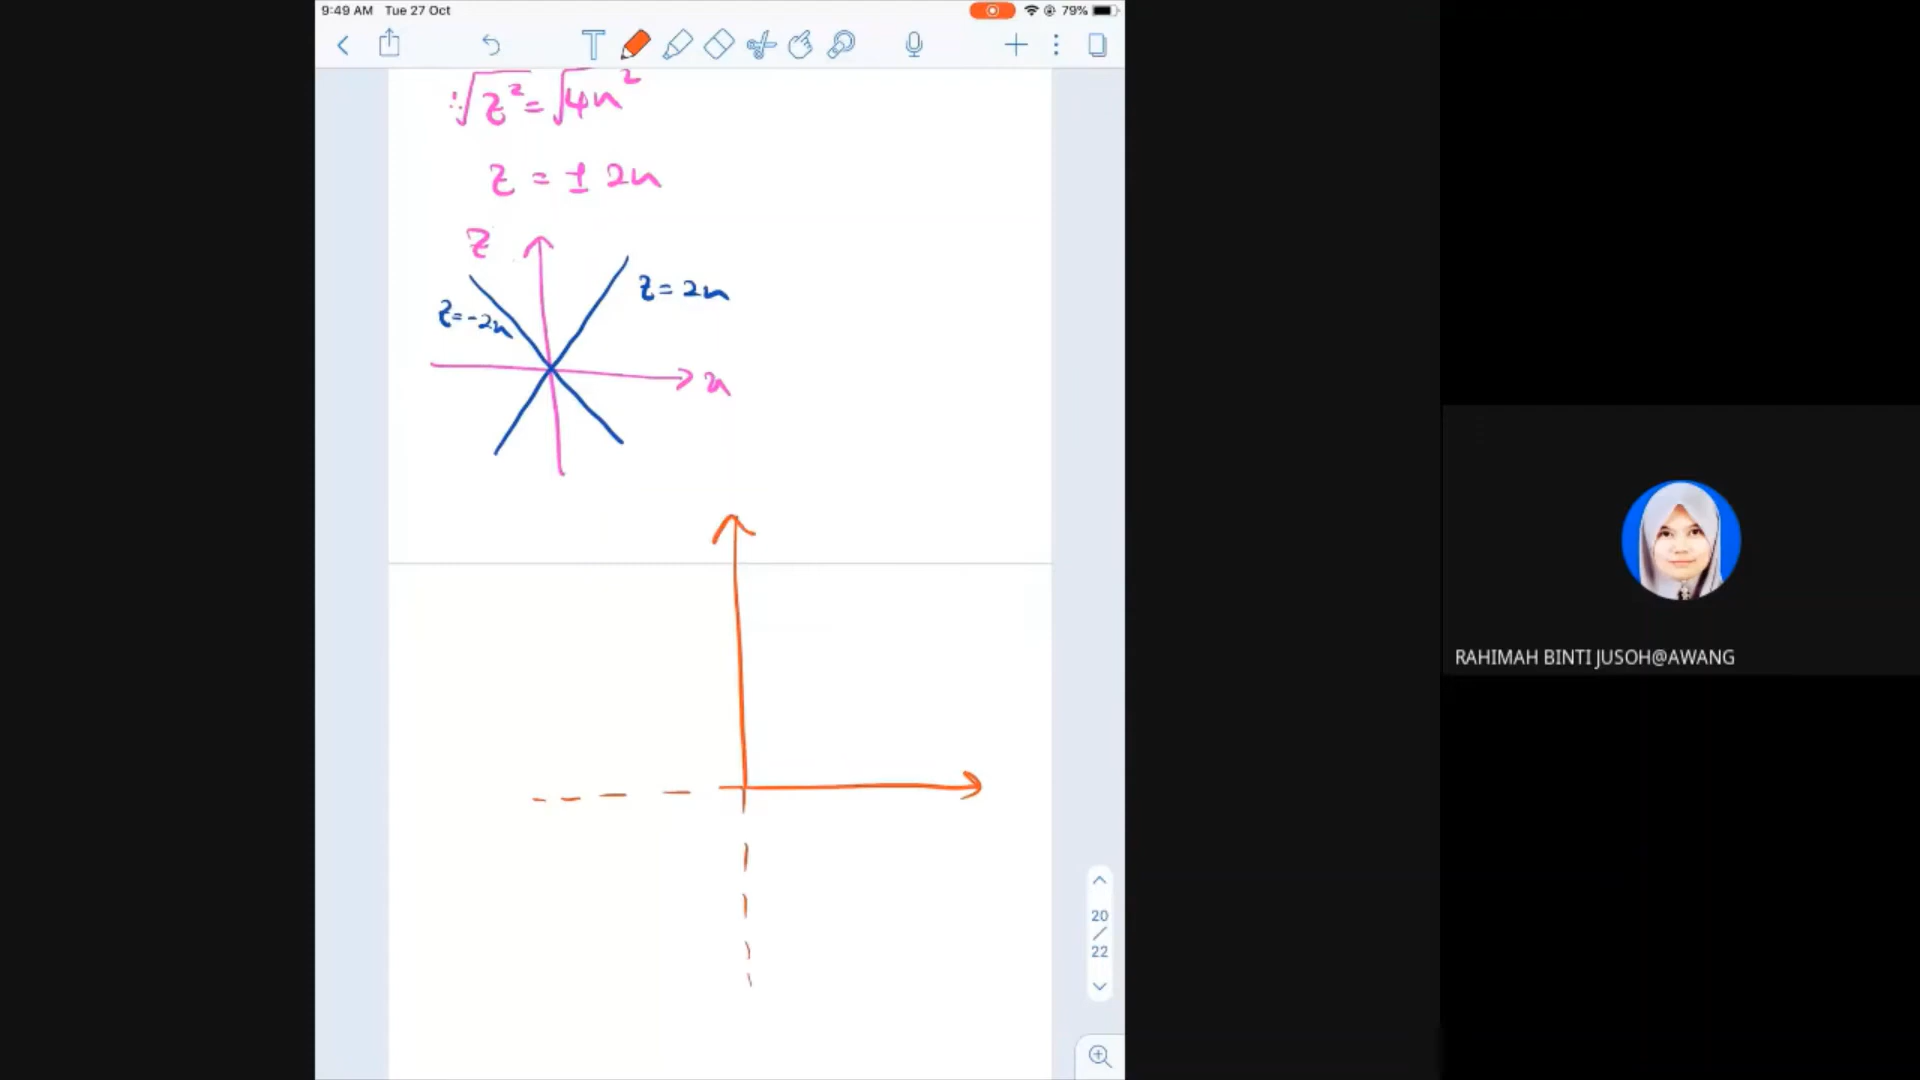 9:49 AM Tue 27 Oct 79%
T
∴√z² = √4x²
z = ± 2x
z
z = 2x
z = -2x
x
20
/
22
RAHIMAH BINTI JUSOH@AWANG